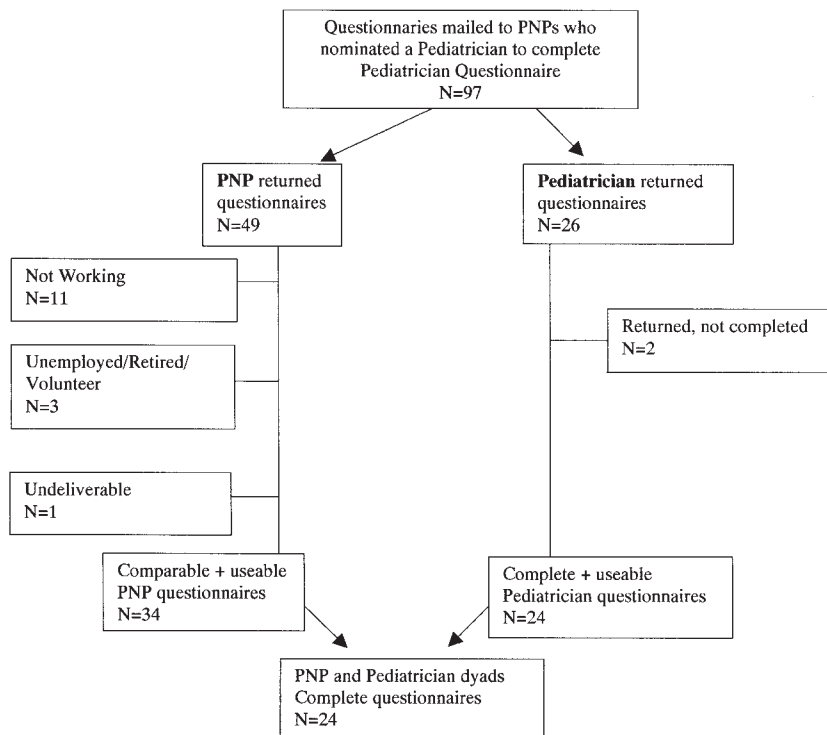 Questionnaries mailed to PNPs who
nominated a Pediatrician to complete
Pediatrician Questionnaire
N=97
PNP returned
questionnaires
N=49
Pediatrician returned
questionnaires
N=26
Not Working
N=11
Returned, not completed
N=2
Unemployed/Retired/
Volunteer
N=3
Undeliverable
N=1
Comparable + useable
PNP questionnaires
N=34
Complete + useable
Pediatrician questionnaires
N=24
PNP and Pediatrician dyads
Complete questionnaires
N=24